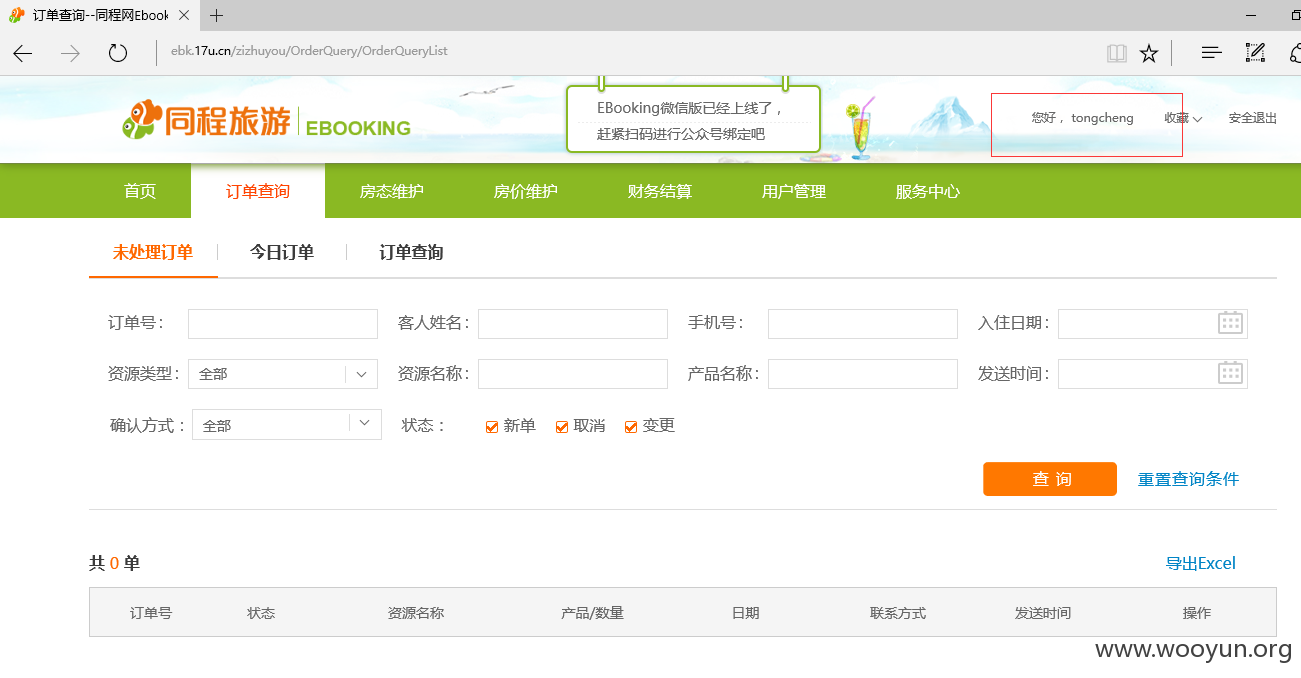 订单查询--同程网Ebook
ebk.17u.cn/zizhuyou/OrderQuery/OrderQueryList
同程旅游 EBOOKING
EBooking微信版已经上线了，
赶紧扫码进行公众号绑定吧
您好， tongcheng 收藏 安全退出
首页 订单查询 房态维护 房价维护 财务结算 用户管理 服务中心
未处理订单 今日订单 订单查询
订单号： 客人姓名： 手机号： 入住日期：
资源类型： 全部 资源名称： 产品名称： 发送时间：
确认方式： 全部 状态： 新单 取消 变更
查 询 重置查询条件
共 0 单 导出Excel
订单号 状态 资源名称 产品/数量 日期 联系方式 发送时间 操作
www.wooyun.org